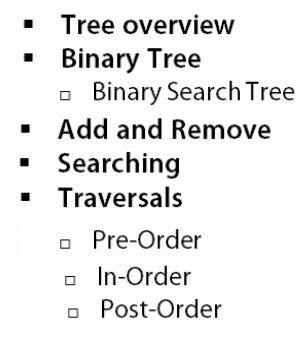 ▪ Tree overview
▪ Binary Tree
▫ Binary Search Tree
▪ Add and Remove
▪ Searching
▪ Traversals
▫ Pre-Order
▫ In-Order
▫ Post-Order